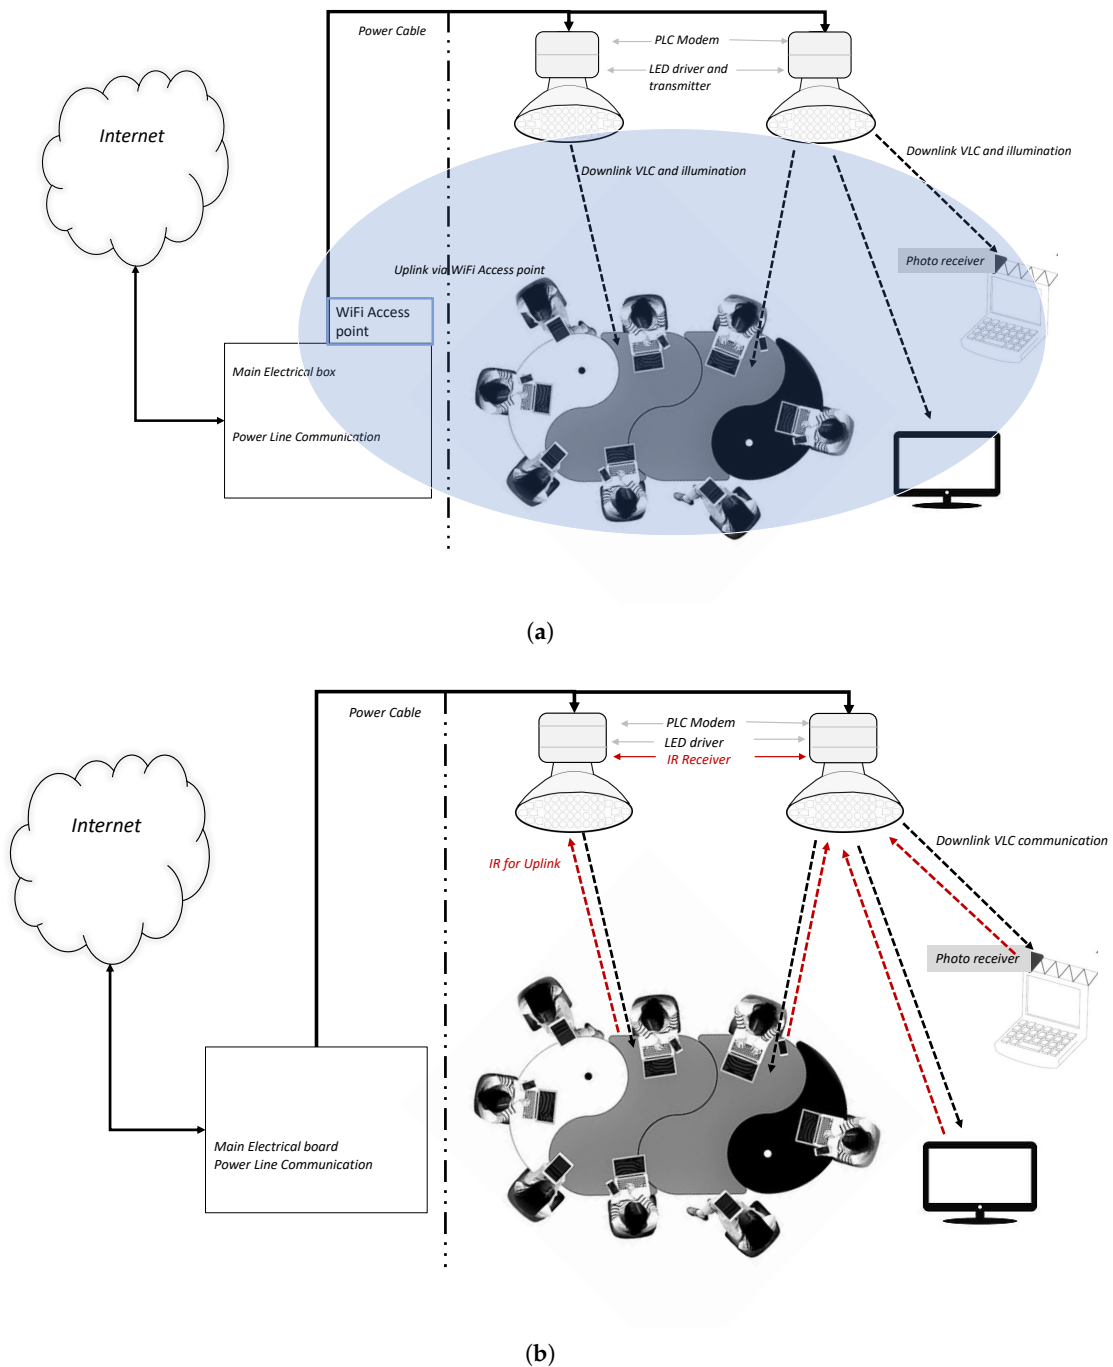 Power Cable
PLC Modem
LED driver and
transmitter
Internet
Downlink VLC and illumination
Downlink VLC and illumination
Photo receiver
Uplink via WiFi Access point
WiFi Access
point
Main Electrical box
Power Line Communication
(a)
Power Cable
PLC Modem
LED driver
IR Receiver
Internet
Downlink VLC communication
IR for Uplink
Photo receiver
Main Electrical board
Power Line Communication
(b)